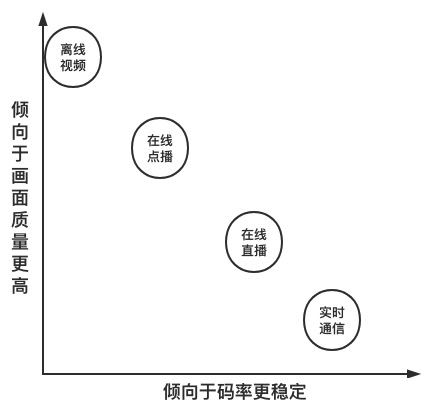 离线
视频
倾向于画面质量更高
在线
点播
在线
直播
实时
通信
倾向于码率更稳定